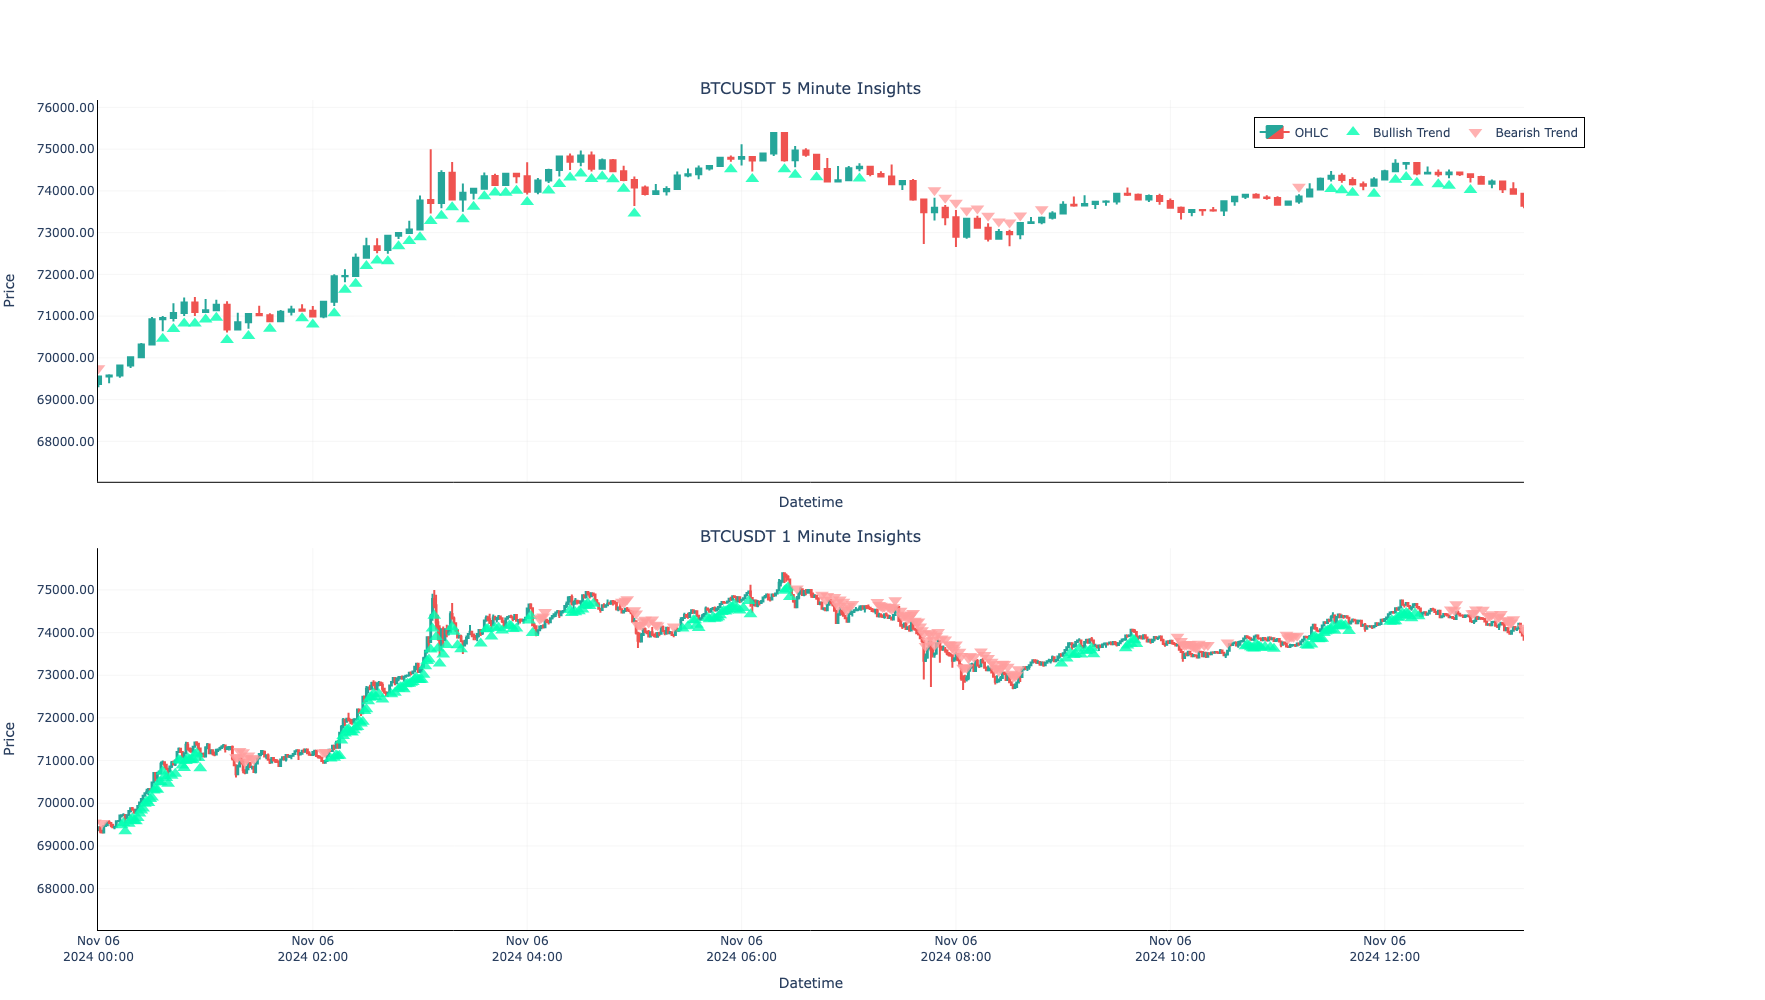 BTCUSDT 5 Minute Insights
76000.00
75000.00
74000.00
73000.00
72000.00
71000.00
70000.00
69000.00
68000.00
Price
OHLC Bullish Trend Bearish Trend
Datetime
BTCUSDT 1 Minute Insights
75000.00
74000.00
73000.00
72000.00
71000.00
70000.00
69000.00
68000.00
Price
Nov 06 Nov 06 Nov 06 Nov 06 Nov 06 Nov 06 Nov 06
2024 00:00 2024 02:00 2024 04:00 2024 06:00 2024 08:00 2024 10:00 2024 12:00
Datetime